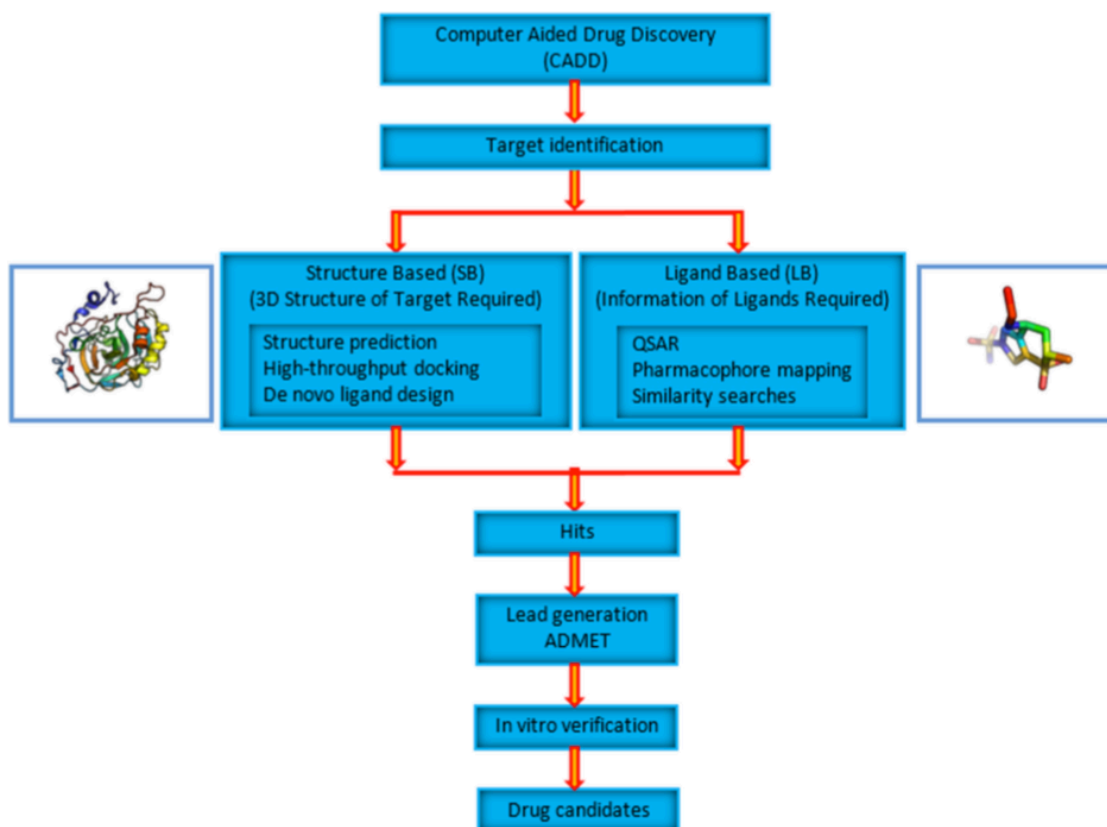 Computer Aided Drug Discovery
(CADD)
Target identification
Structure Based (SB)
(3D Structure of Target Required)
Structure prediction
High-throughput docking
De novo ligand design
Ligand Based (LB)
(Information of Ligands Required)
QSAR
Pharmacophore mapping
Similarity searches
Hits
Lead generation
ADMET
In vitro verification
Drug candidates